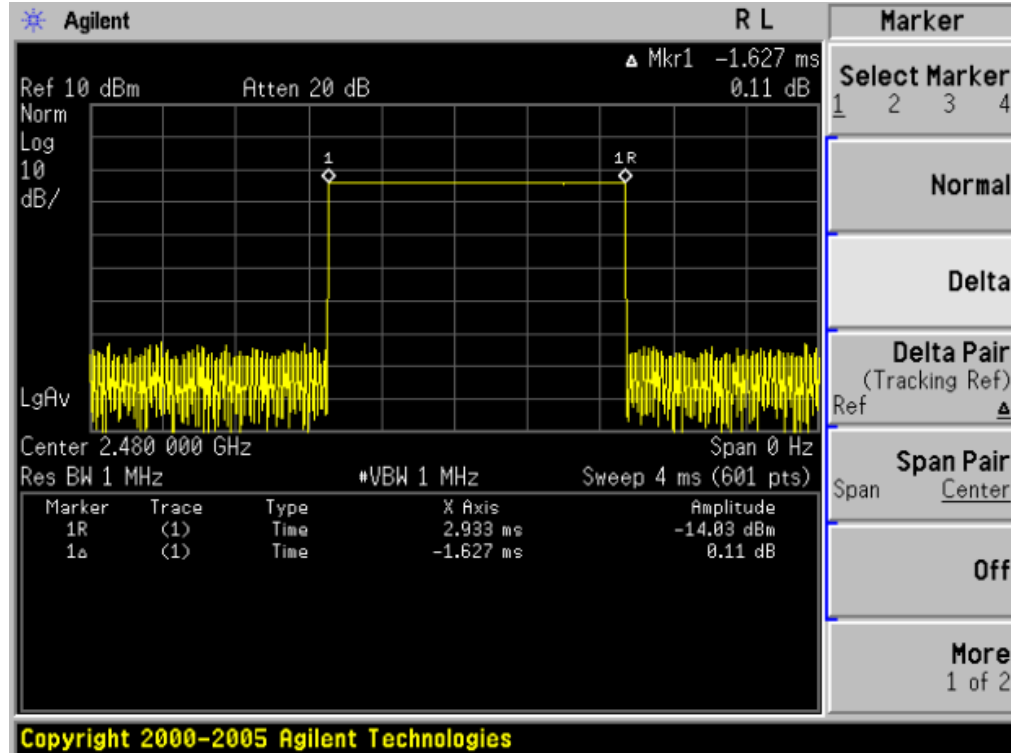 Agilent R L
Δ Mkr1 -1.627 ms
Ref 10 dBm Atten 20 dB 0.11 dB
Norm
Log
10
dB/
1 1R
LgAv
Center 2.480 000 GHz Span 0 Hz
Res BW 1 MHz #VBW 1 MHz Sweep 4 ms (601 pts)
Marker Trace Type X Axis Amplitude
1R (1) Time 2.933 ms -14.03 dBm
1Δ (1) Time -1.627 ms 0.11 dB
Marker
Select Marker
1 2 3 4
Normal
Delta
Delta Pair
(Tracking Ref)
Ref Δ
Span Pair
Span Center
Off
More
1 of 2
Copyright 2000-2005 Agilent Technologies